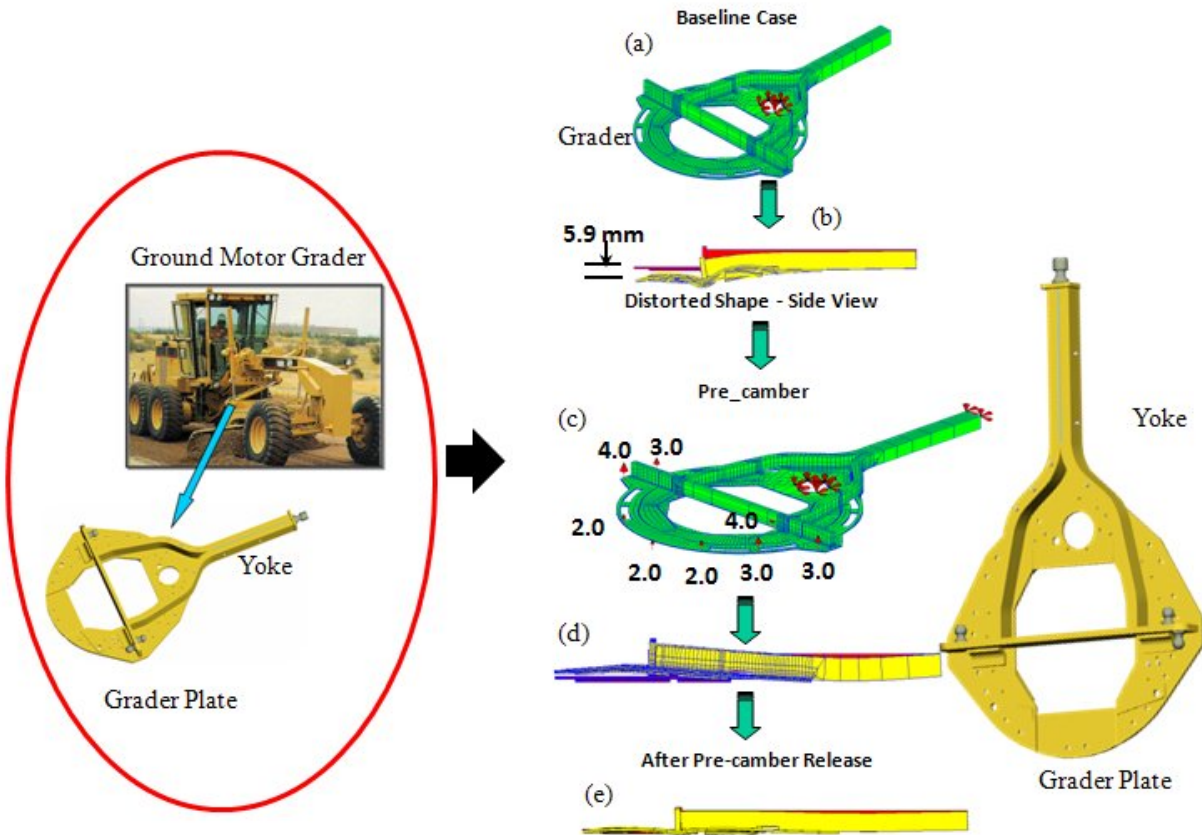 Ground Motor Grader
Yoke
Grader Plate
Baseline Case
(a)
Grader
(b)
5.9 mm
Distorted Shape - Side View
Pre_camber
(c)
4.0
3.0
2.0
4.0
2.0
2.0
3.0
3.0
(d)
After Pre-camber Release
(e)
Yoke
Grader Plate